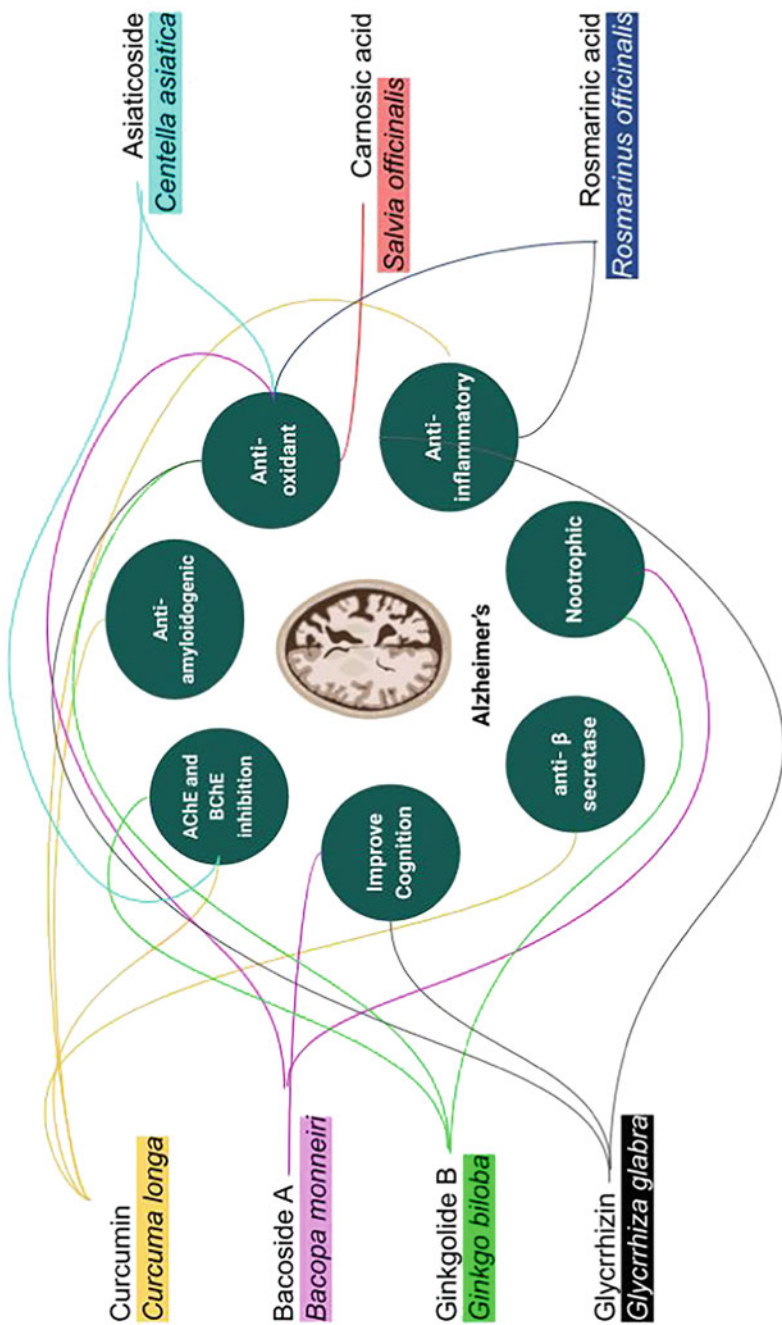 Curcumin
Curcuma longa
Bacoside A
Bacopa monneiri
Ginkgolide B
Ginkgo biloba
Glycrrhizin
Glycrrhiza glabra
AChE and
BChE
inhibition
Anti-
amyloidogenic
Anti-
oxidant
Improve
Cognition
Alzheimer's
anti- β
secretase
Nootrophic
Anti-
inflammatory
Asiaticoside
Centella asiatica
Carnosic acid
Salvia officinalis
Rosmarinic acid
Rosmarinus officinalis